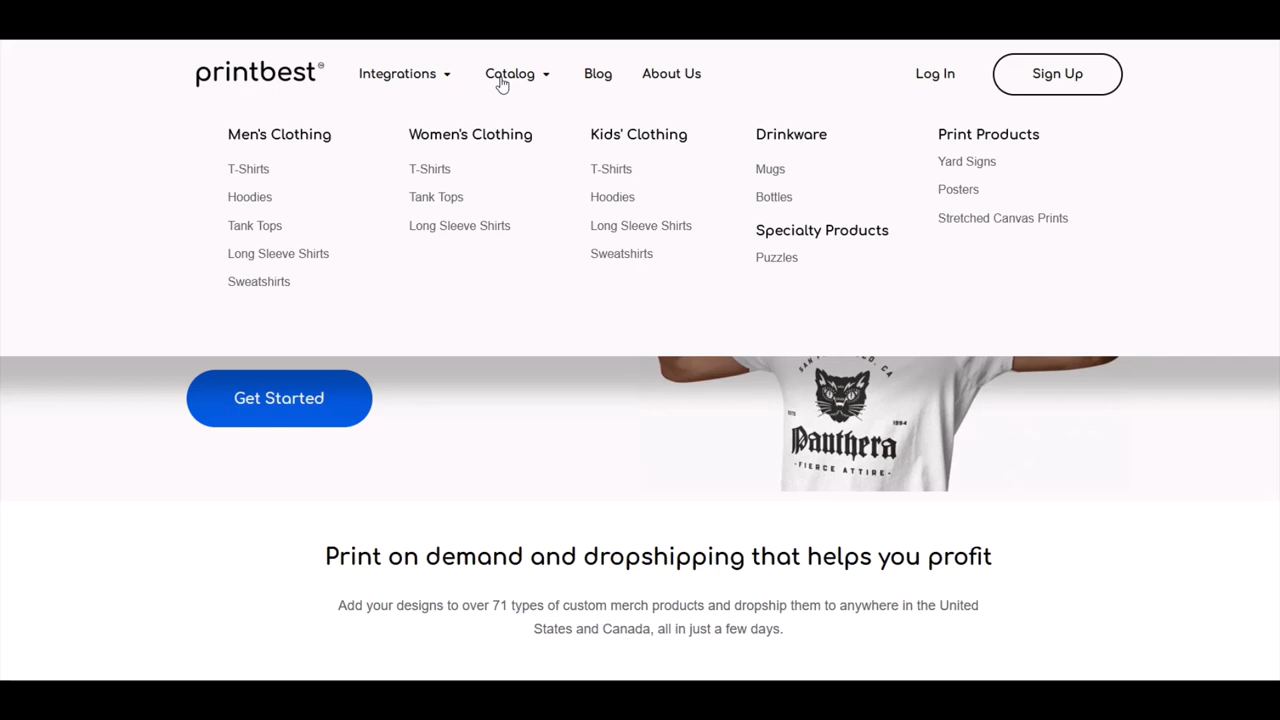 printbest
Integrations
Catalog
Blog
About Us
Log In
Sign Up
Men's Clothing
T-Shirts
Hoodies
Tank Tops
Long Sleeve Shirts
Sweatshirts
Women's Clothing
T-Shirts
Tank Tops
Long Sleeve Shirts
Kids' Clothing
T-Shirts
Hoodies
Long Sleeve Shirts
Sweatshirts
Drinkware
Mugs
Bottles
Specialty Products
Puzzles
Print Products
Yard Signs
Posters
Stretched Canvas Prints
Get Started
Panthera
-FIERCE ATTIRE-
Print on demand and dropshipping that helps you profit
Add your designs to over 71 types of custom merch products and dropship them to anywhere in the United
States and Canada, all in just a few days.